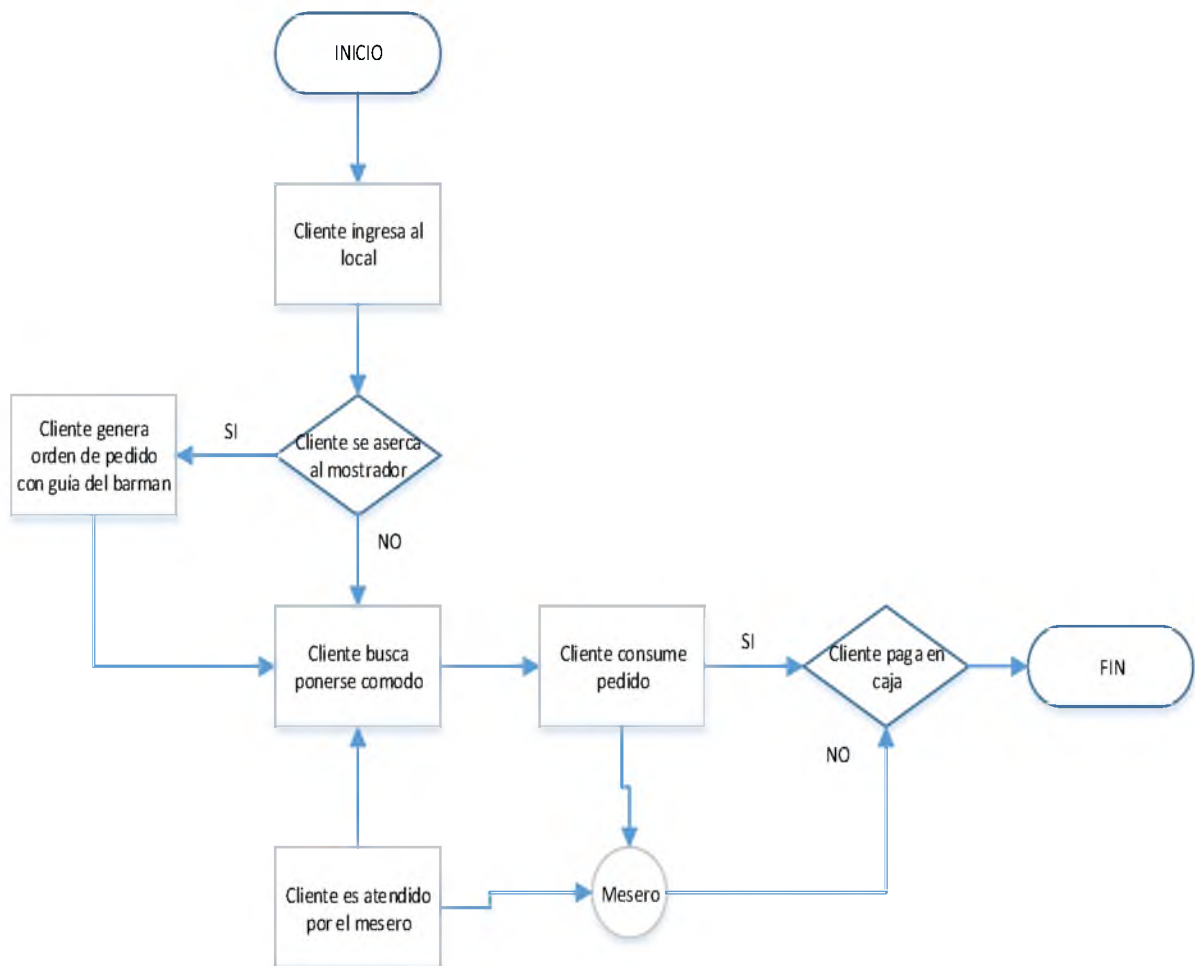 INICIO
Cliente ingresa al
local
Cliente genera
orden de pedido
con guia del barman
SI
Cliente se aserca
al mostrador
NO
Cliente busca
ponerse comodo
Cliente consume
pedido
SI
Cliente paga en
caja
FIN
NO
Cliente es atendido
por el mesero
Mesero